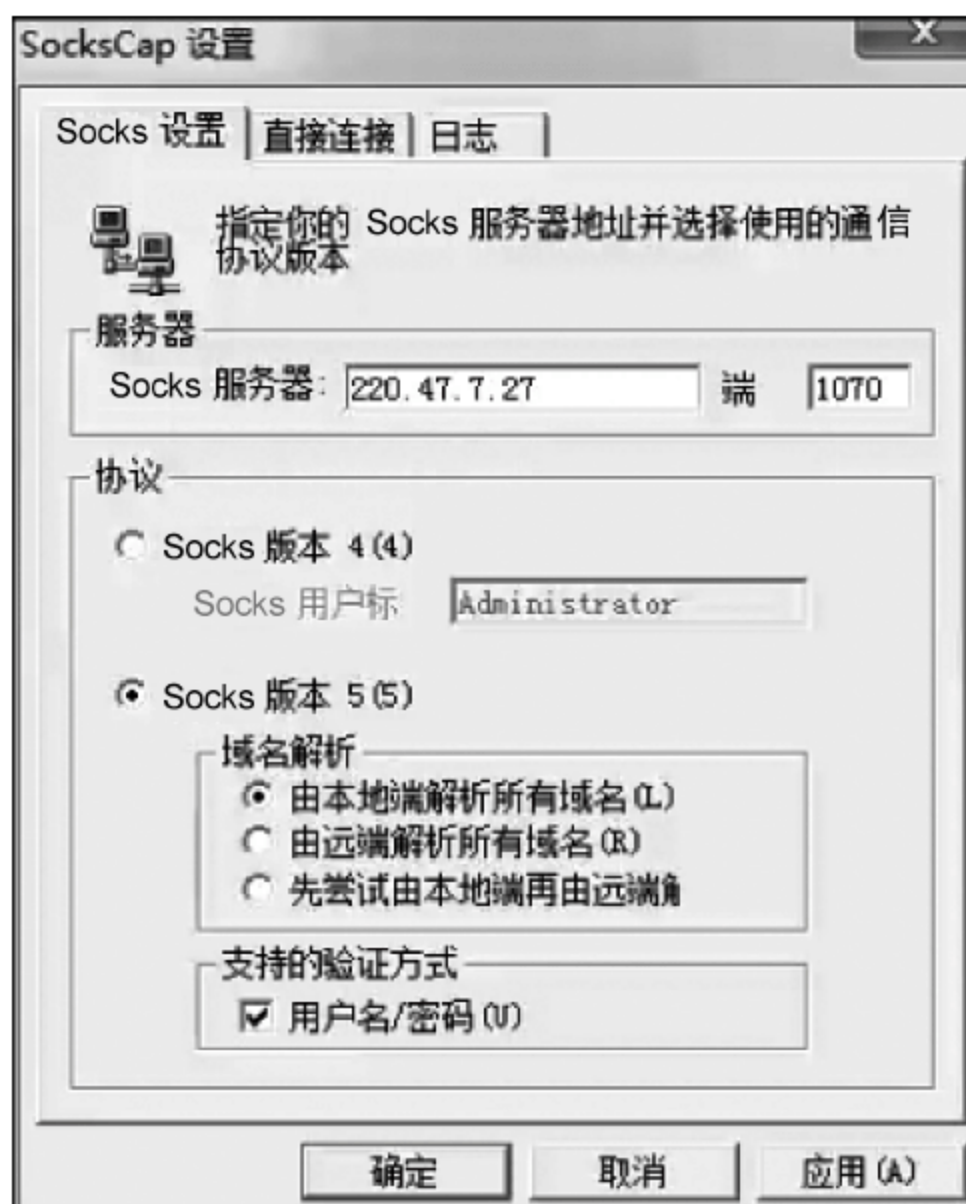 SocksCap 设置
X
Socks 设置 直接连接 日志
指定你的 Socks 服务器地址并选择使用的通信
协议版本
服务器
Socks 服务器: 220.47.7.27 端 1070
协议
Socks 版本 4(4)
Socks 用户标 Administrator
Socks 版本 5(5)
域名解析
由本地端解析所有域名(L)
由远端解析所有域名(R)
先尝试由本地端再由远端
支持的验证方式
用户名/密码(U)
确定 取消 应用(A)